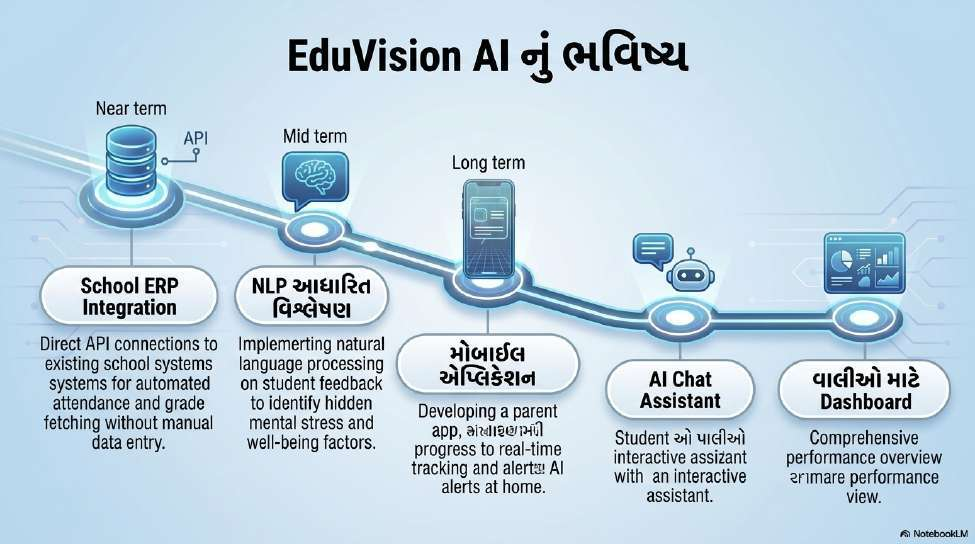 EduVision AI નું ભવિષ્ય
Near term
API
Mid term
Long term
School ERP
Integration
Direct API connections to
existing school systems
systems for automated
attendance and grade
fetching without manual
data entry.
NLP આધારિત
વિશ્લેષણ
Implemerting natural
language processing
on student feedback
to identify hidden
mental stress and
well-being factors.
મોબાઈલ
એપ્લિકેશન
Developing a parent
app,
progress to real-time
tracking and AI
alerts at home.
AI Chat
Assistant
Student ઓ પાલીઓ
interactive assizant
with an interactive
assistant.
વાલીઓ માટે
Dashboard
Comprehensive
performance overview
performance
view.
NotebookLM